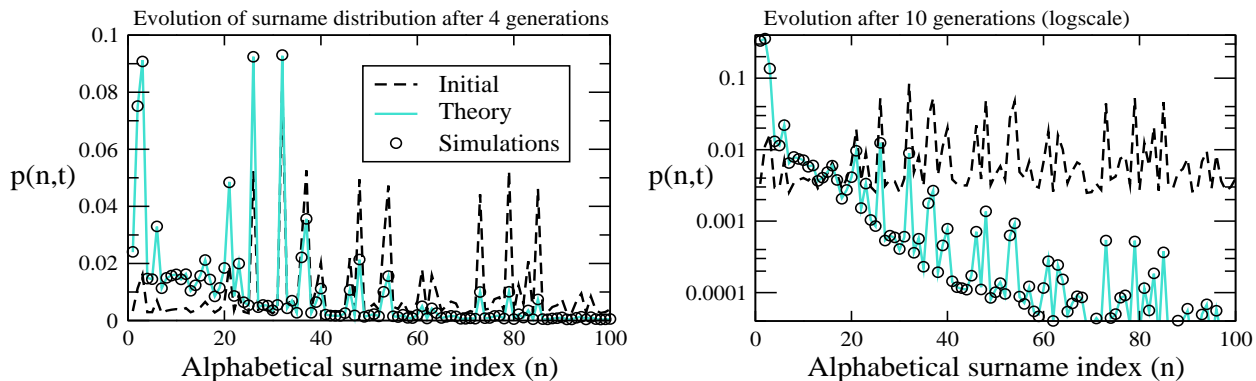 Evolution of surname distribution after 4 generations
0.1
0.08
0.06
0.04
0.02
0
p(n,t)
Initial
Theory
Simulations
0 20 40 60 80 100
Alphabetical surname index (n)
Evolution after 10 generations (logscale)
0.1
0.01
0.001
0.0001
p(n,t)
0 20 40 60 80 100
Alphabetical surname index (n)